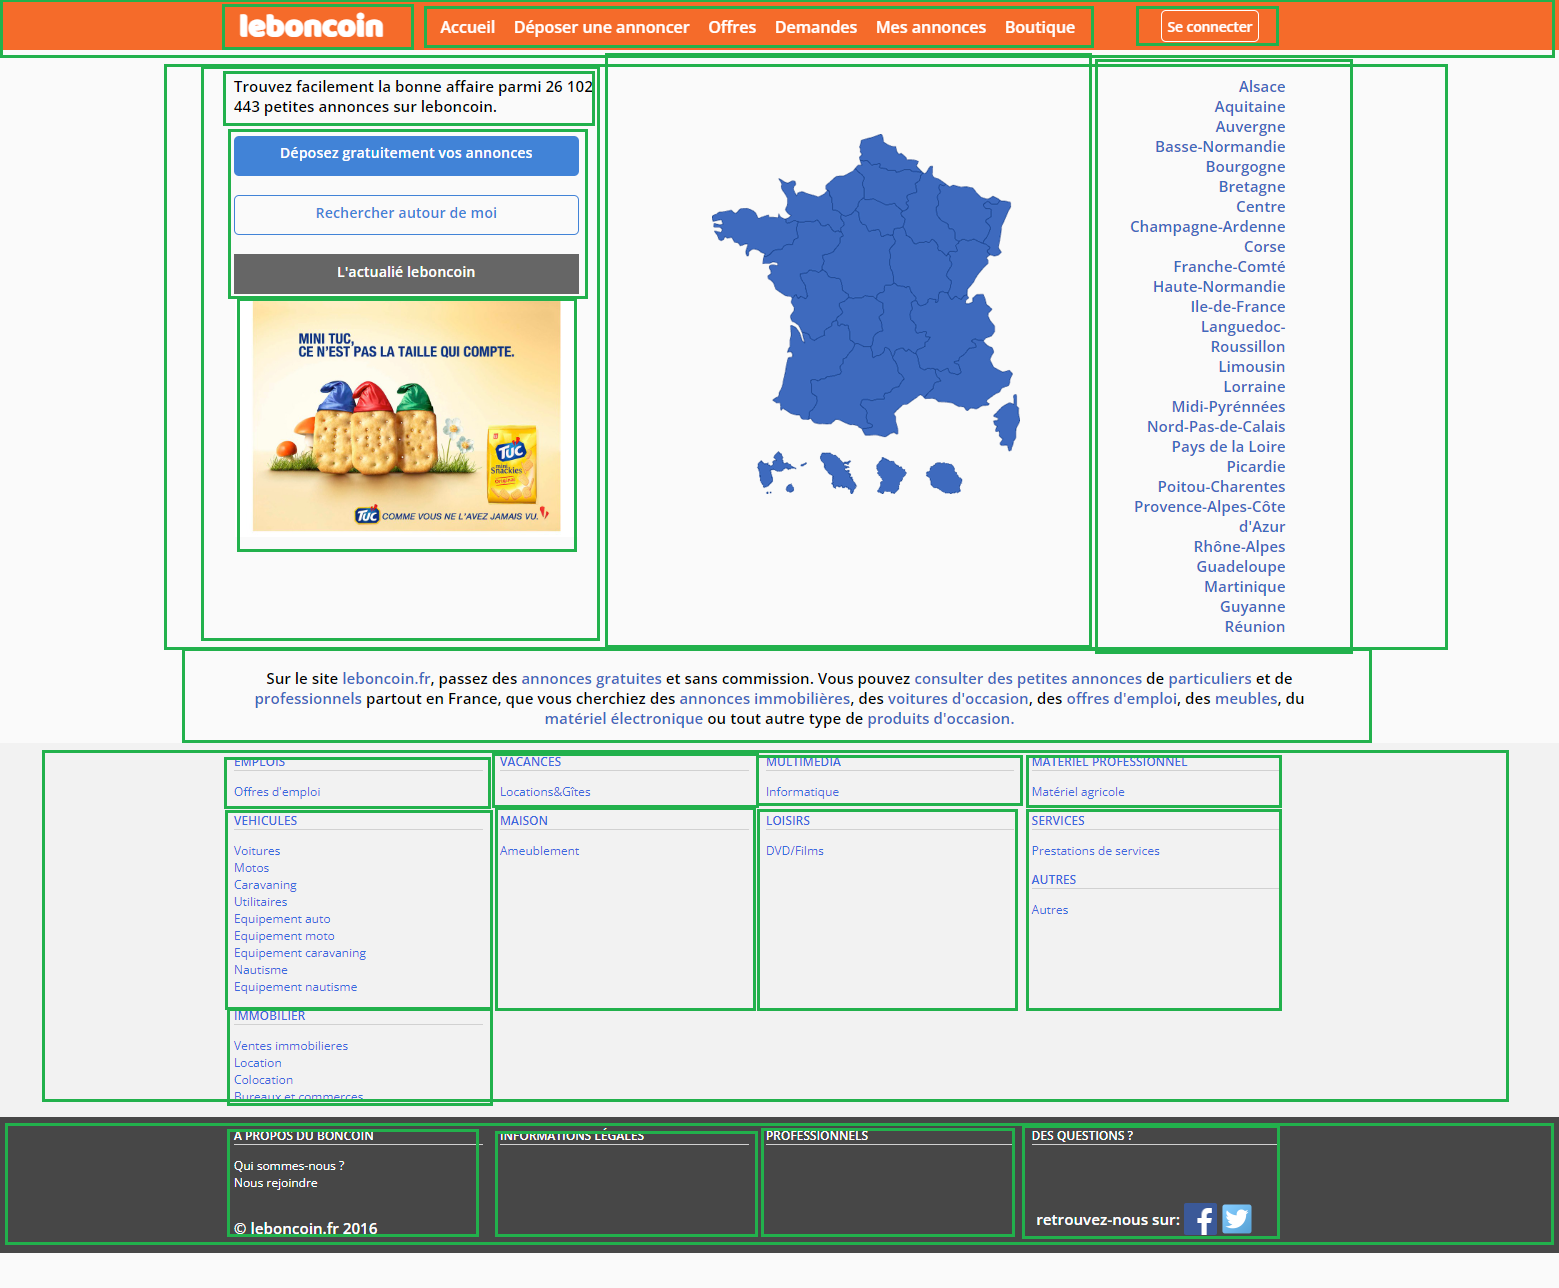 leboncoin
Accueil Déposer une annoncer Offres Demandes Mes annonces Boutique
Se connecter
Trouvez facilement la bonne affaire parmi 26 102
443 petites annonces sur leboncoin.
Déposez gratuitement vos annonces
Rechercher autour de moi
L'actualié leboncoin
MINI TUC,
CE N'EST PAS LA TAILLE QUI COMPTE.
TUC
mini
Snackies
ORIGINAL
TUC COMME VOUS NE L'AVEZ JAMAIS VU.
Alsace
Aquitaine
Auvergne
Basse-Normandie
Bourgogne
Bretagne
Centre
Champagne-Ardenne
Corse
Franche-Comté
Haute-Normandie
Ile-de-France
Languedoc-
Roussillon
Limousin
Lorraine
Midi-Pyrénnées
Nord-Pas-de-Calais
Pays de la Loire
Picardie
Poitou-Charentes
Provence-Alpes-Côte
d'Azur
Rhône-Alpes
Guadeloupe
Martinique
Guyanne
Réunion
Sur le site leboncoin.fr, passez des annonces gratuites et sans commission. Vous pouvez consulter des petites annonces de particuliers et de
professionnels partout en France, que vous cherchiez des annonces immobilières, des voitures d'occasion, des offres d'emploi, des meubles, du
matériel électronique ou tout autre type de produits d'occasion.
EMPLOIS
Offres d'emploi
VACANCES
Locations&Gîtes
MULTIMEDIA
Informatique
MATERIEL PROFESSIONNEL
Matériel agricole
VEHICULES
Voitures
Motos
Caravaning
Utilitaires
Equipement auto
Equipement moto
Equipement caravaning
Nautisme
Equipement nautisme
MAISON
Ameublement
LOISIRS
DVD/Films
SERVICES
Prestations de services
AUTRES
Autres
IMMOBILIER
Ventes immobilieres
Location
Colocation
Bureaux et commerces
A PROPOS DU BONCOIN
Qui sommes-nous ?
Nous rejoindre
© leboncoin.fr 2016
INFORMATIONS LÉGALES
PROFESSIONNELS
DES QUESTIONS ?
retrouvez-nous sur: